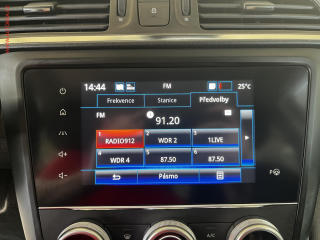 14:44 FM 25°C
Frekvence Stanice Předvolby
FM
91.20
1 RADIO912 2 WDR 2 3 1LIVE
4 WDR 4 5 87.50 6 87.50
Pásmo
A/C